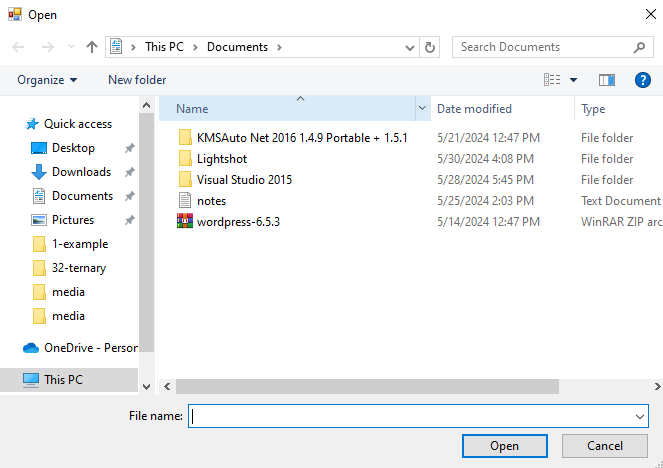 Open
This PC > Documents >
Search Documents
Organize
New folder
?
Name
Date modified
Type
Quick access
Desktop
Downloads
Documents
Pictures
1-example
32-ternary
media
media
OneDrive - Person
This PC
KMSAuto Net 2016 1.4.9 Portable + 1.5.1 5/21/2024 12:47 PM File folder
Lightshot 5/30/2024 4:08 PM File folder
Visual Studio 2015 5/28/2024 5:45 PM File folder
notes 5/25/2024 2:03 PM Text Document
wordpress-6.5.3 5/14/2024 12:47 PM WinRAR ZIP arc
File name:
Open
Cancel